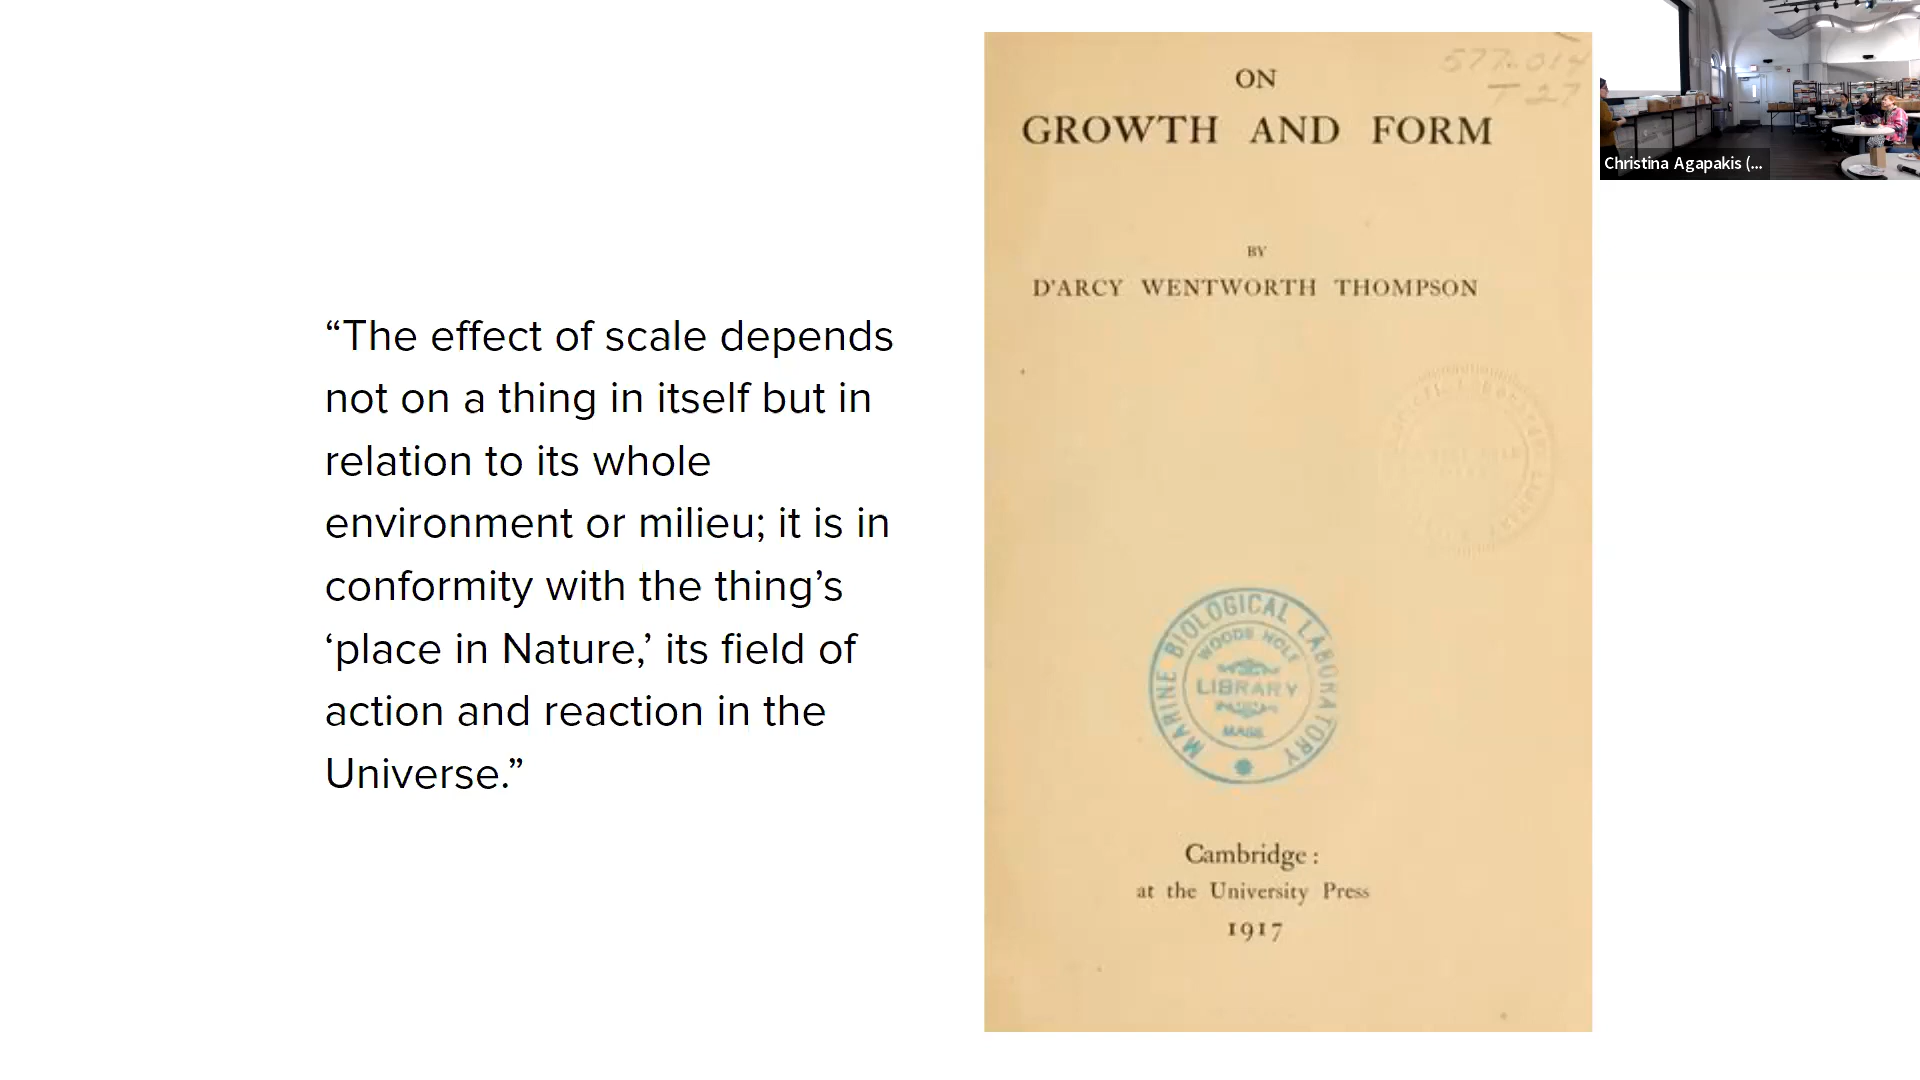 “The effect of scale depends
not on a thing in itself but in
relation to its whole
environment or milieu; it is in
conformity with the thing’s
‘place in Nature,’ its field of
action and reaction in the
Universe.”
577.014
T 27
ON
GROWTH AND FORM
BY
D'ARCY WENTWORTH THOMPSON
MARINE BIOLOGICAL LABORATORY
WOODS HOLE
LIBRARY
MASS.
Cambridge :
at the University Press
1917
Christina Agapakis (...